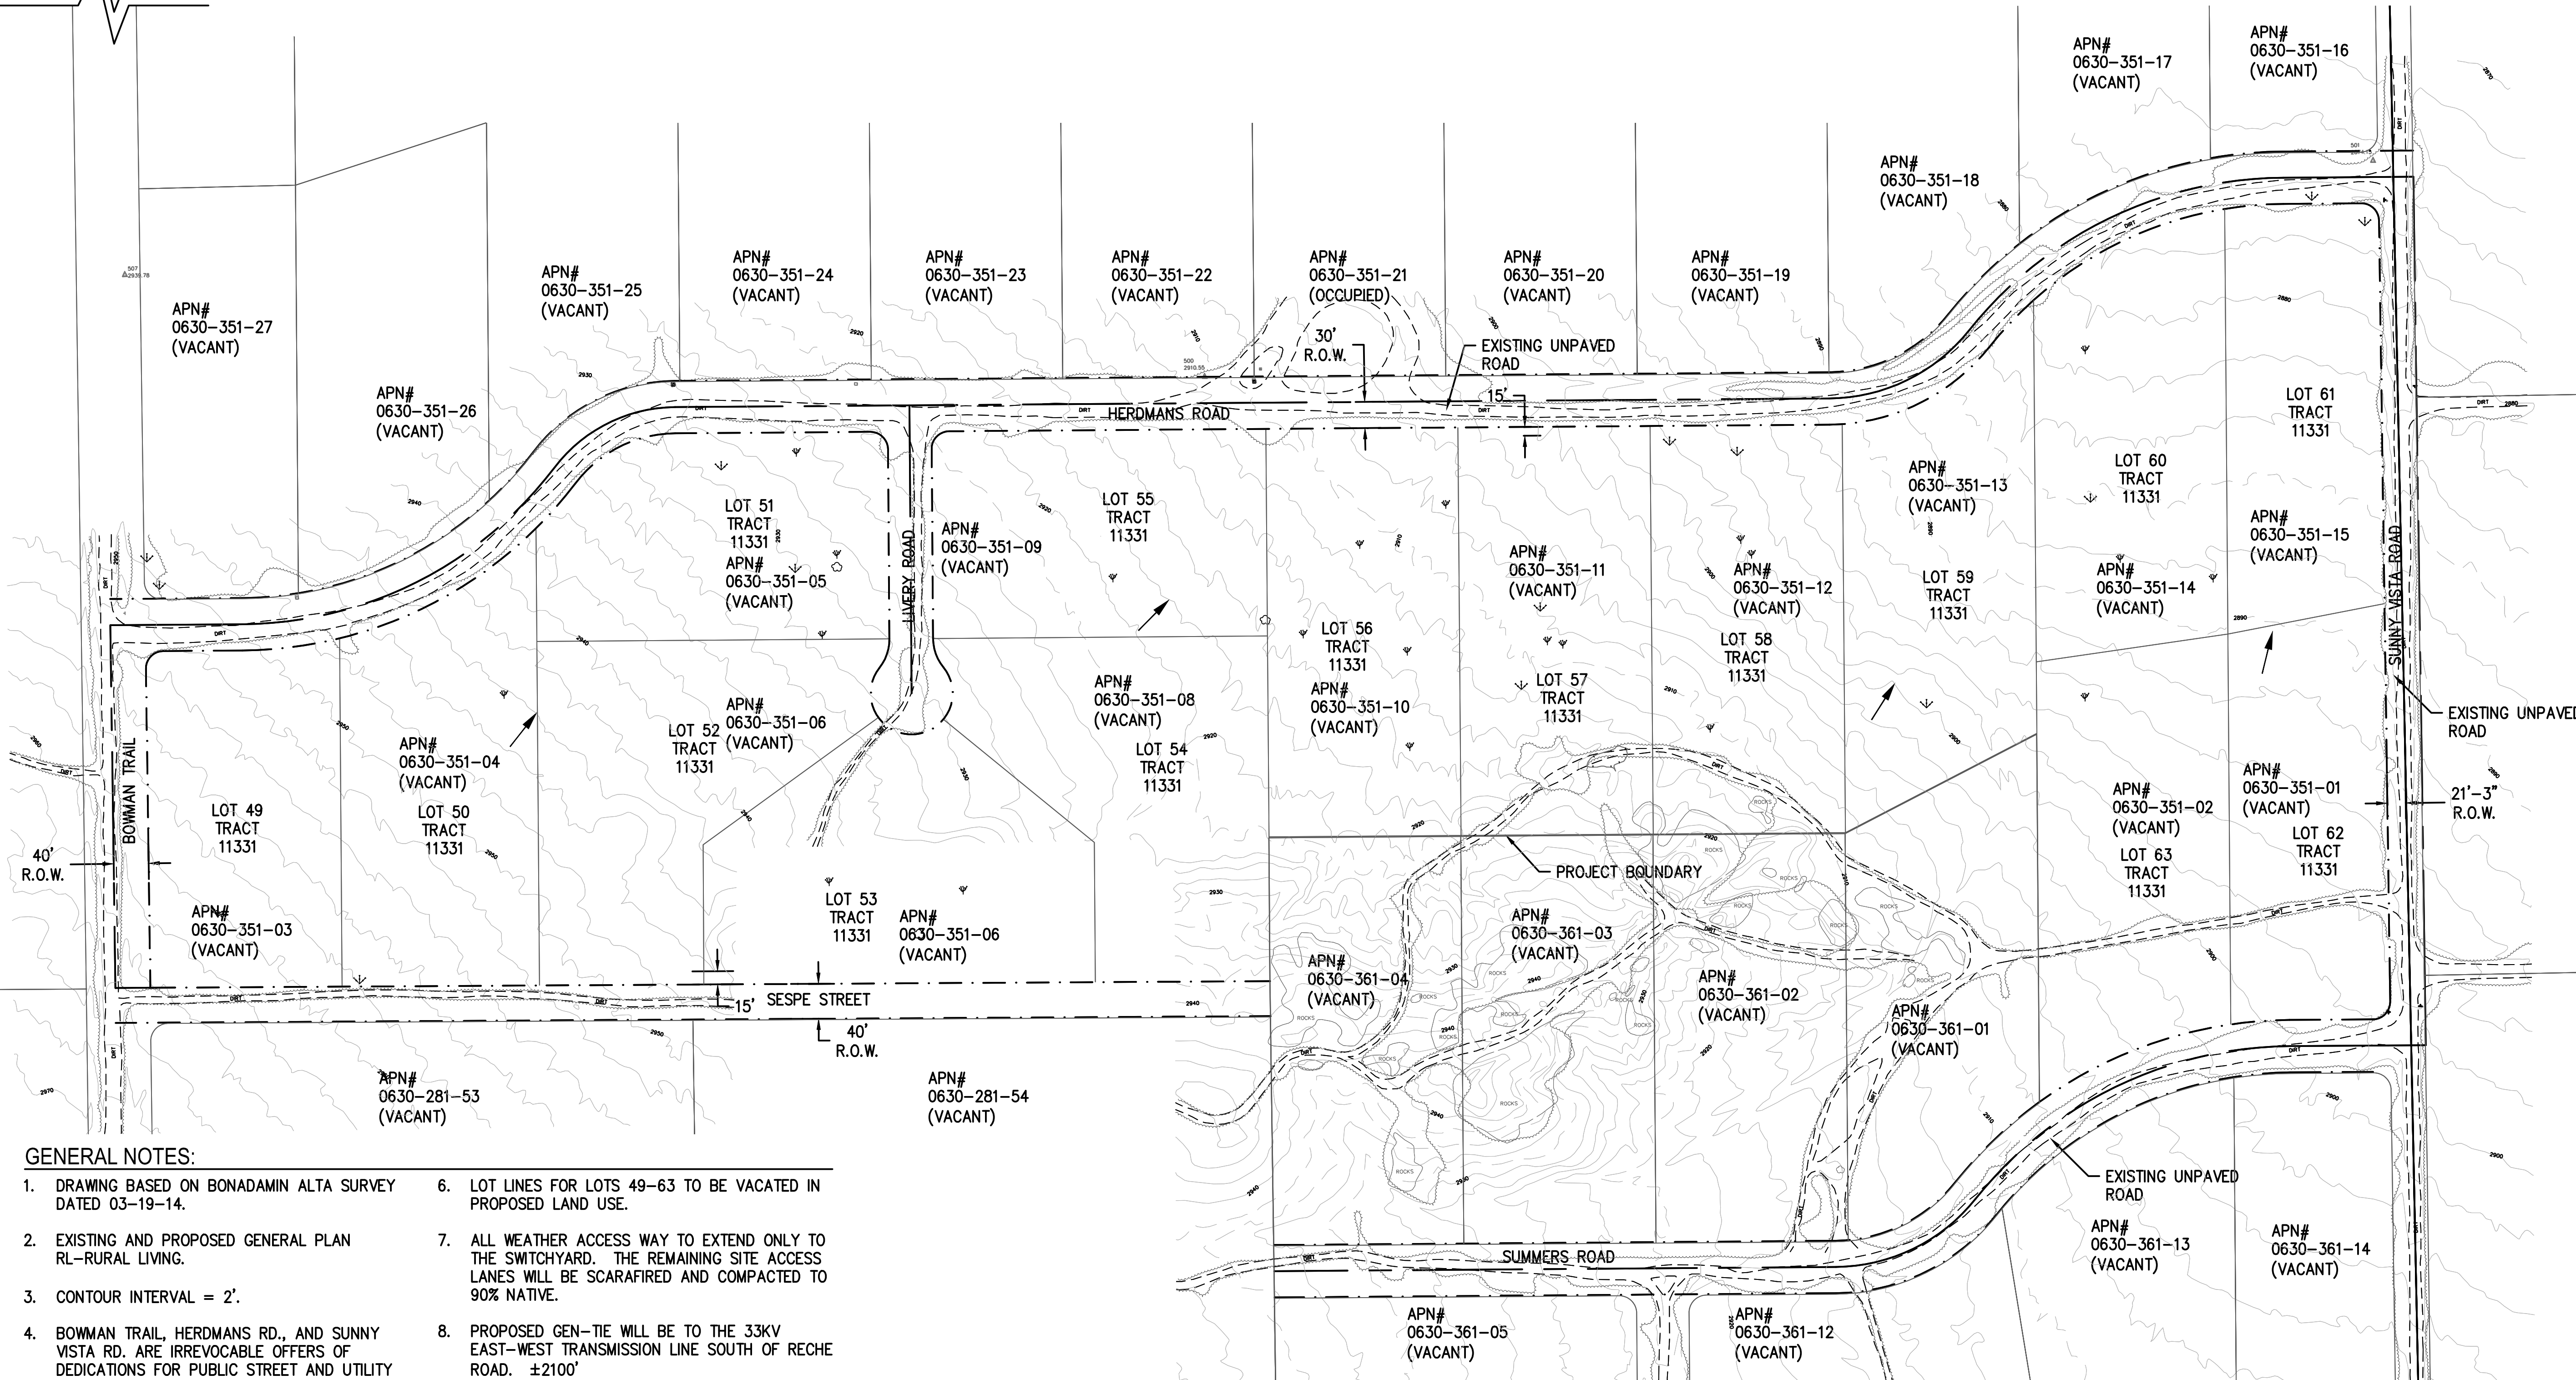 APN#
0630-351-17
(VACANT)
APN#
0630-351-16
(VACANT)
APN#
0630-351-18
(VACANT)
APN#
0630-351-27
(VACANT)
APN#
0630-351-26
(VACANT)
APN#
0630-351-25
(VACANT)
APN#
0630-351-24
(VACANT)
APN#
0630-351-23
(VACANT)
APN#
0630-351-22
(VACANT)
APN#
0630-351-21
(OCCUPIED)
APN#
0630-351-20
(VACANT)
APN#
0630-351-19
(VACANT)
30'
R.O.W.
EXISTING UNPAVED
ROAD
15'
HERDMANS ROAD
500
2910.55
507
2939.78
501
LOT 51
TRACT
11331
APN#
0630-351-05
(VACANT)
LIVERY ROAD
APN#
0630-351-09
(VACANT)
LOT 55
TRACT
11331
LOT 56
TRACT
11331
APN#
0630-351-10
(VACANT)
APN#
0630-351-11
(VACANT)
LOT 57
TRACT
11331
APN#
0630-351-12
(VACANT)
LOT 58
TRACT
11331
APN#
0630-351-13
(VACANT)
LOT 59
TRACT
11331
LOT 60
TRACT
11331
APN#
0630-351-14
(VACANT)
LOT 61
TRACT
11331
APN#
0630-351-15
(VACANT)
SUNNY VISTA ROAD
EXISTING UNPAVED
ROAD
21'-3"
R.O.W.
BOWMAN TRAIL
40'
R.O.W.
LOT 49
TRACT
11331
APN#
0630-351-03
(VACANT)
APN#
0630-351-04
(VACANT)
LOT 50
TRACT
11331
LOT 52
TRACT
11331
APN#
0630-351-06
(VACANT)
APN#
0630-351-08
(VACANT)
LOT 54
TRACT
11331
LOT 53
TRACT
11331
APN#
0630-351-06
(VACANT)
PROJECT BOUNDARY
APN#
0630-351-02
(VACANT)
LOT 63
TRACT
11331
APN#
0630-351-01
(VACANT)
LOT 62
TRACT
11331
APN#
0630-361-04
(VACANT)
APN#
0630-361-03
(VACANT)
APN#
0630-361-02
(VACANT)
APN#
0630-361-01
(VACANT)
15'
SESPE STREET
40'
R.O.W.
APN#
0630-281-53
(VACANT)
APN#
0630-281-54
(VACANT)
SUMMERS ROAD
EXISTING UNPAVED
ROAD
APN#
0630-361-13
(VACANT)
APN#
0630-361-14
(VACANT)
APN#
0630-361-05
(VACANT)
APN#
0630-361-12
(VACANT)
GENERAL NOTES:
1. DRAWING BASED ON BONADAMIN ALTA SURVEY
DATED 03-19-14.
2. EXISTING AND PROPOSED GENERAL PLAN
RL-RURAL LIVING.
3. CONTOUR INTERVAL = 2'.
4. BOWMAN TRAIL, HERDMANS RD., AND SUNNY
VISTA RD. ARE IRREVOCABLE OFFERS OF
DEDICATIONS FOR PUBLIC STREET AND UTILITY
6. LOT LINES FOR LOTS 49-63 TO BE VACATED IN
PROPOSED LAND USE.
7. ALL WEATHER ACCESS WAY TO EXTEND ONLY TO
THE SWITCHYARD. THE REMAINING SITE ACCESS
LANES WILL BE SCARAFIRED AND COMPACTED TO
90% NATIVE.
8. PROPOSED GEN-TIE WILL BE TO THE 33KV
EAST-WEST TRANSMISSION LINE SOUTH OF RECHE
ROAD. ±2100'